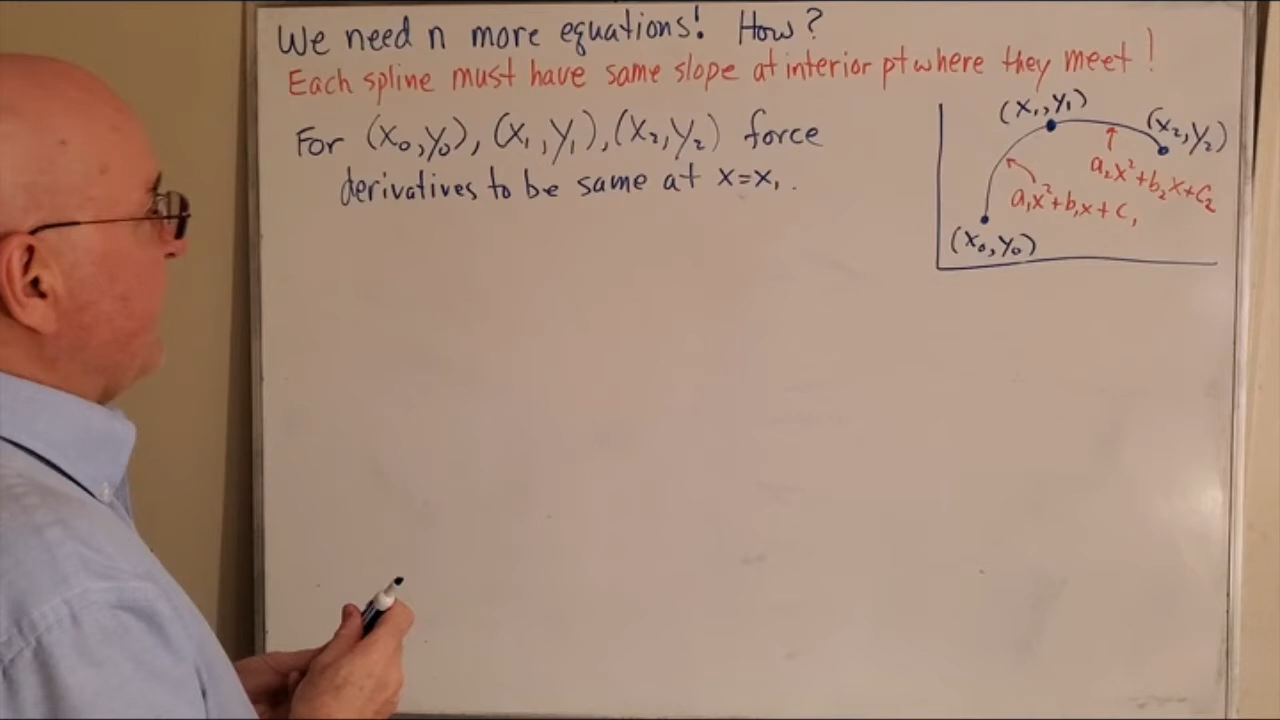 We need n more equations! How?
Each spline must have same slope at interior pt where they meet!
For (x₀,y₀), (x₁,y₁), (x₂,y₂) force
derivatives to be same at x=x₁.
(x₁,y₁)
(x₂,y₂)
a₂x²+b₂x+c₂
a₁x²+b₁x+c₁
(x₀,y₀)